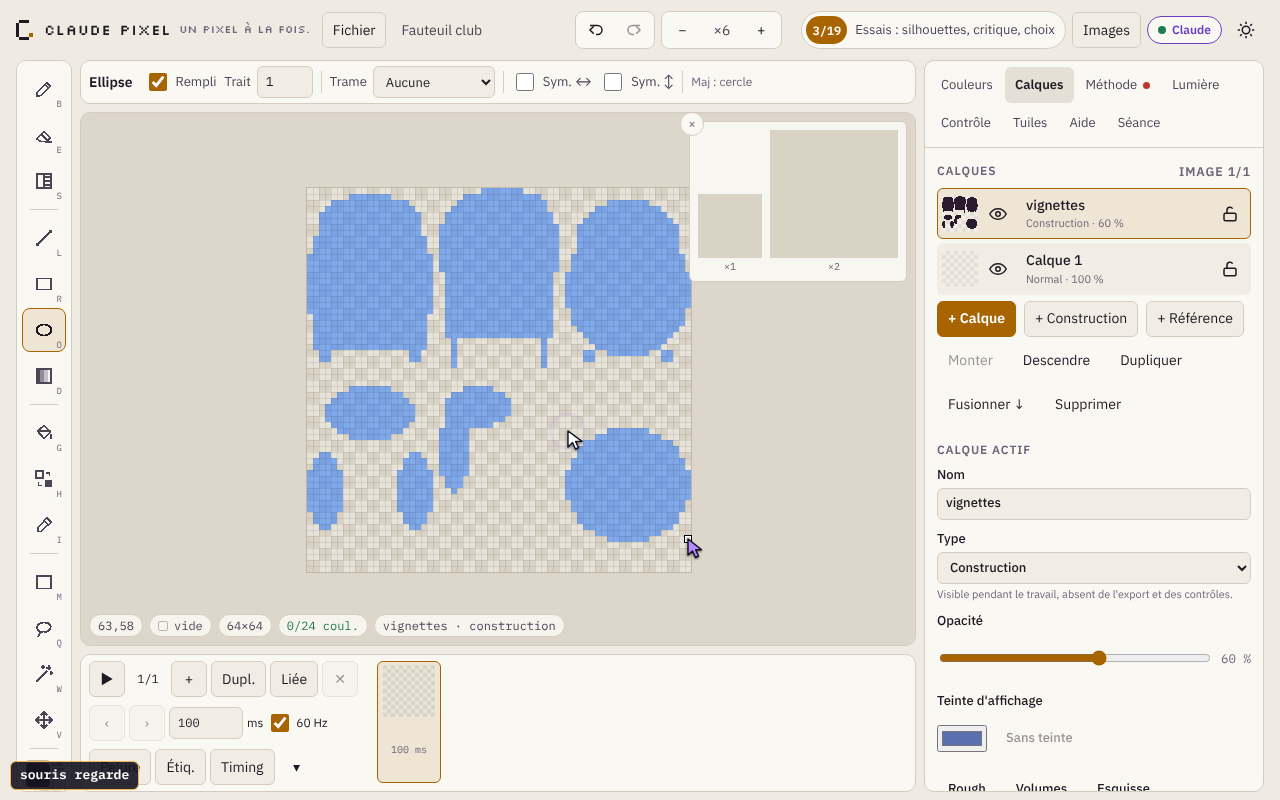 CLAUDE PIXEL UN PIXEL À LA FOIS. Fichier Fauteuil club − ×6 + 3/19 Essais : silhouettes, critique, choix Images Claude
Ellipse Rempli Trait 1 Trame Aucune Sym. Sym. Maj : cercle
B
E
S
L
R
O
D
G
H
I
M
Q
W
V
×
×1 ×2
63,58 vide 64×64 0/24 coul. vignettes · construction
1/1 + Dupl. Liée ×
‹ › 100 ms 60 Hz
Étiq. Timing
100 ms
souris regarde
Couleurs Calques Méthode Lumière
Contrôle Tuiles Aide Séance
CALQUES IMAGE 1/1
vignettes
Construction · 60 %
Calque 1
Normal · 100 %
+ Calque + Construction + Référence
Monter Descendre Dupliquer
Fusionner ↓ Supprimer
CALQUE ACTIF
Nom
vignettes
Type
Construction
Visible pendant le travail, absent de l'export et des contrôles.
Opacité
60 %
Teinte d'affichage
Sans teinte
Rough Volumes Esquisse